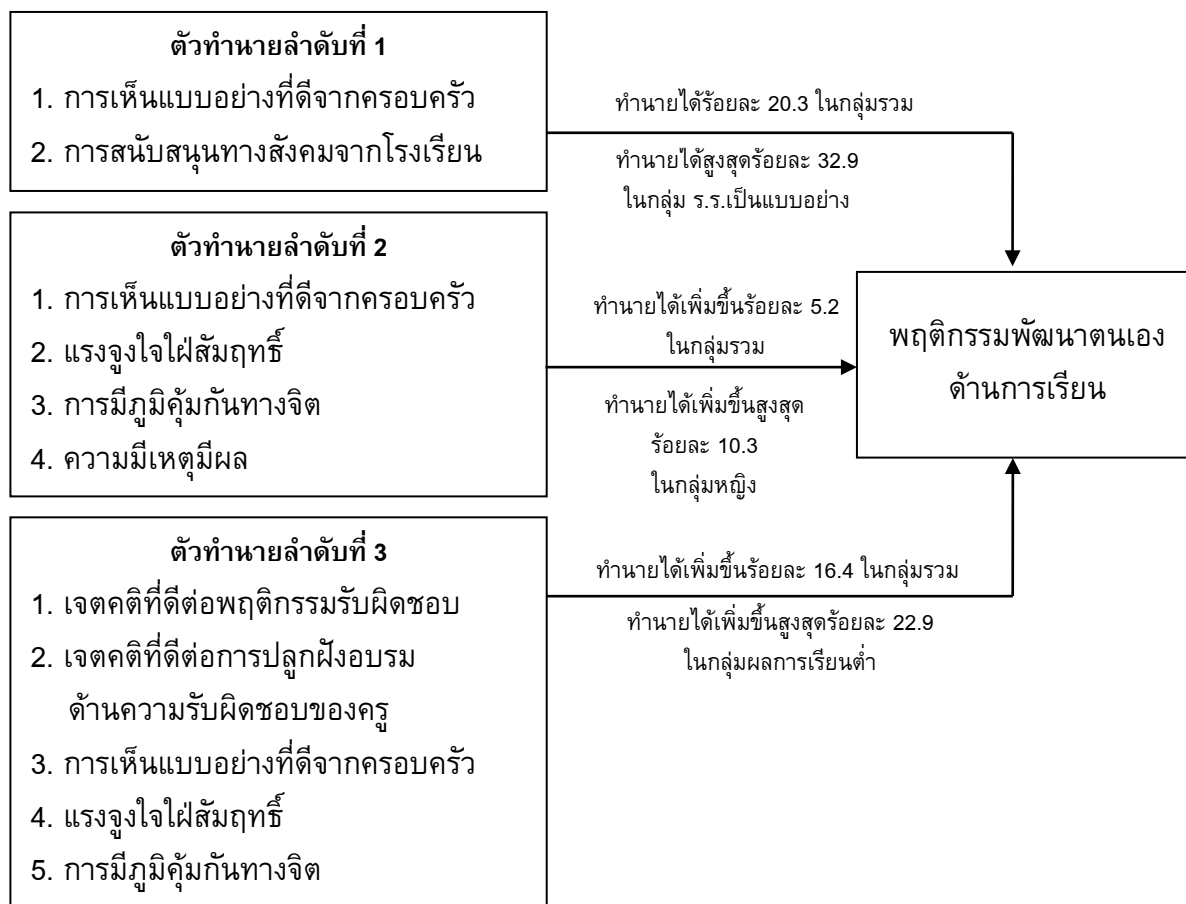 ตัวทำนายลำดับที่ 1
1. การเห็นแบบอย่างที่ดีจากครอบครัว
2. การสนับสนุนทางสังคมจากโรงเรียน
ทำนายได้ร้อยละ 20.3 ในกลุ่มรวม
ทำนายได้สูงสุดร้อยละ 32.9
ในกลุ่ม ร.ร.เป็นแบบอย่าง
ตัวทำนายลำดับที่ 2
1. การเห็นแบบอย่างที่ดีจากครอบครัว
2. แรงจูงใจใฝ่สัมฤทธิ์
3. การมีภูมิคุ้มกันทางจิต
4. ความมีเหตุมีผล
ทำนายได้เพิ่มขึ้นร้อยละ 5.2
ในกลุ่มรวม
ทำนายได้เพิ่มขึ้นสูงสุด
ร้อยละ 10.3
ในกลุ่มหญิง
พฤติกรรมพัฒนาตนเอง
ด้านการเรียน
ตัวทำนายลำดับที่ 3
1. เจตคติที่ดีต่อพฤติกรรมรับผิดชอบ
2. เจตคติที่ดีต่อการปลูกฝังอบรม
ด้านความรับผิดชอบของครู
3. การเห็นแบบอย่างที่ดีจากครอบครัว
4. แรงจูงใจใฝ่สัมฤทธิ์
5. การมีภูมิคุ้มกันทางจิต
ทำนายได้เพิ่มขึ้นร้อยละ 16.4 ในกลุ่มรวม
ทำนายได้เพิ่มขึ้นสูงสุดร้อยละ 22.9
ในกลุ่มผลการเรียนต่ำ